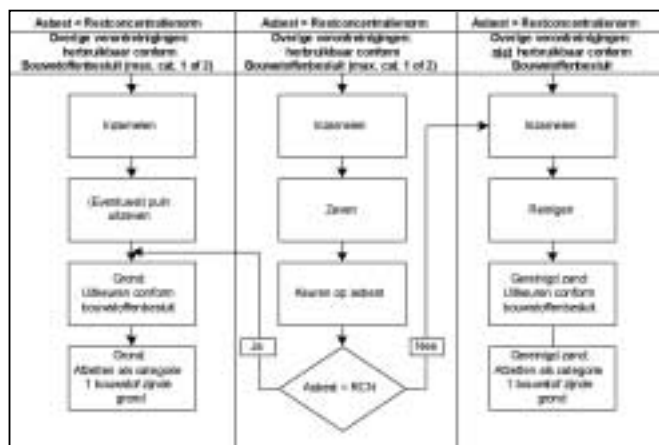 Asbest = Restconcentratienorm
Overige verontreinigingen:
herbruikbaar conform
Bouwstoffenbesluit (max. cat. 1 of 2)
Inzamelen
(Eventueel) puin
uitzeven
Grond:
Uitkeuren conform
bouwstoffenbesluit
Grond:
Afzetten als categorie
1 bouwstof zijnde
grond
Asbest = Restconcentratienorm
Overige verontreinigingen:
herbruikbaar conform
Bouwstoffenbesluit (max. cat. 1 of 2)
Inzamelen
Zeven
Keuren op asbest
Asbest = RCN
Ja
Nee
Asbest = Restconcentratienorm
Overige verontreinigingen:
niet herbruikbaar conform
Bouwstoffenbesluit
Inzamelen
Reinigen
Gereinigd zand:
Uitkeuren conform
bouwstoffenbesluit
Gereinigd zand:
Afzetten als categorie
1 bouwstof zijnde
grond